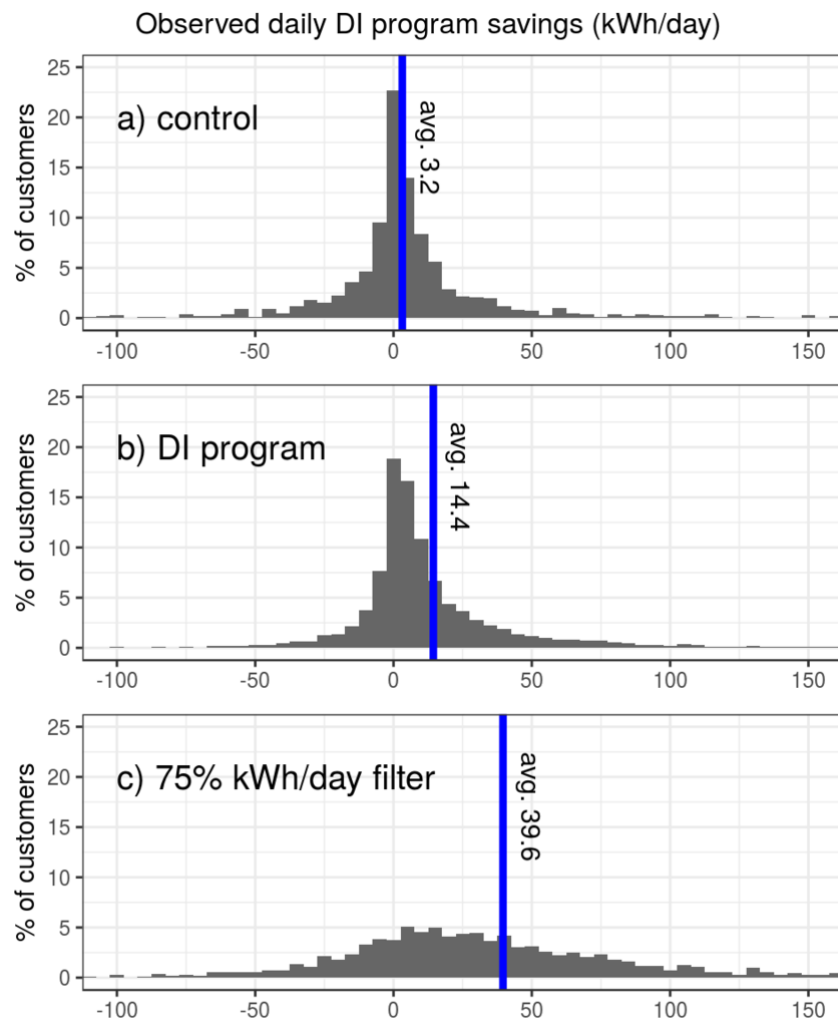 Observed daily DI program savings (kWh/day)
25
20
15
10
5
0
% of customers
a) control
avg. 3.2
-100 -50 0 50 100 150
25
20
15
10
5
0
% of customers
b) DI program
avg. 14.4
-100 -50 0 50 100 150
25
20
15
10
5
0
% of customers
c) 75% kWh/day filter
avg. 39.6
-100 -50 0 50 100 150